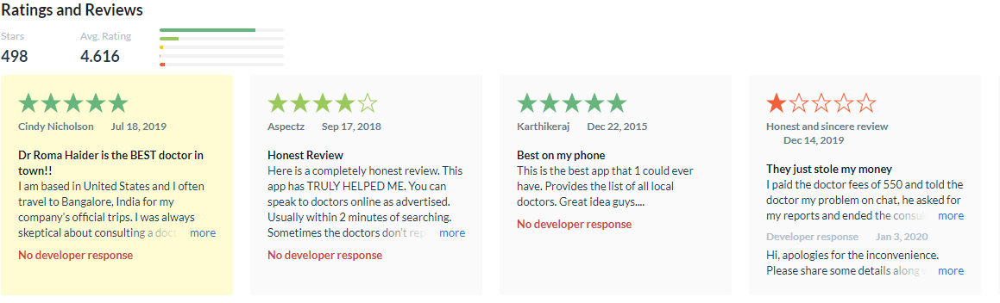 Ratings and Reviews
Stars
Avg. Rating
498
4.616
Cindy Nicholson Jul 18, 2019
Dr Roma Haider is the BEST doctor in
town!!
I am based in United States and I often
travel to Bangalore, India for my
company's official trips. I was always
skeptical about consulting a doct more
No developer response
Aspectz Sep 17, 2018
Honest Review
Here is a completely honest review. This
app has TRULY HELPED ME. You can
speak to doctors online as advertised.
Usually within 2 minutes of searching.
Sometimes the doctors don't rep more
No developer response
Karthikeraj Dec 22, 2015
Best on my phone
This is the best app that 1 could ever
have. Provides the list of all local
doctors. Great idea guys....
No developer response
Honest and sincere review
Dec 14, 2019
They just stole my money
I paid the doctor fees of 550 and told the
doctor my problem on chat, he asked for
my reports and ended the consu more
Developer response Jan 3, 2020
Hi, apologies for the inconvenience.
Please share some details along more